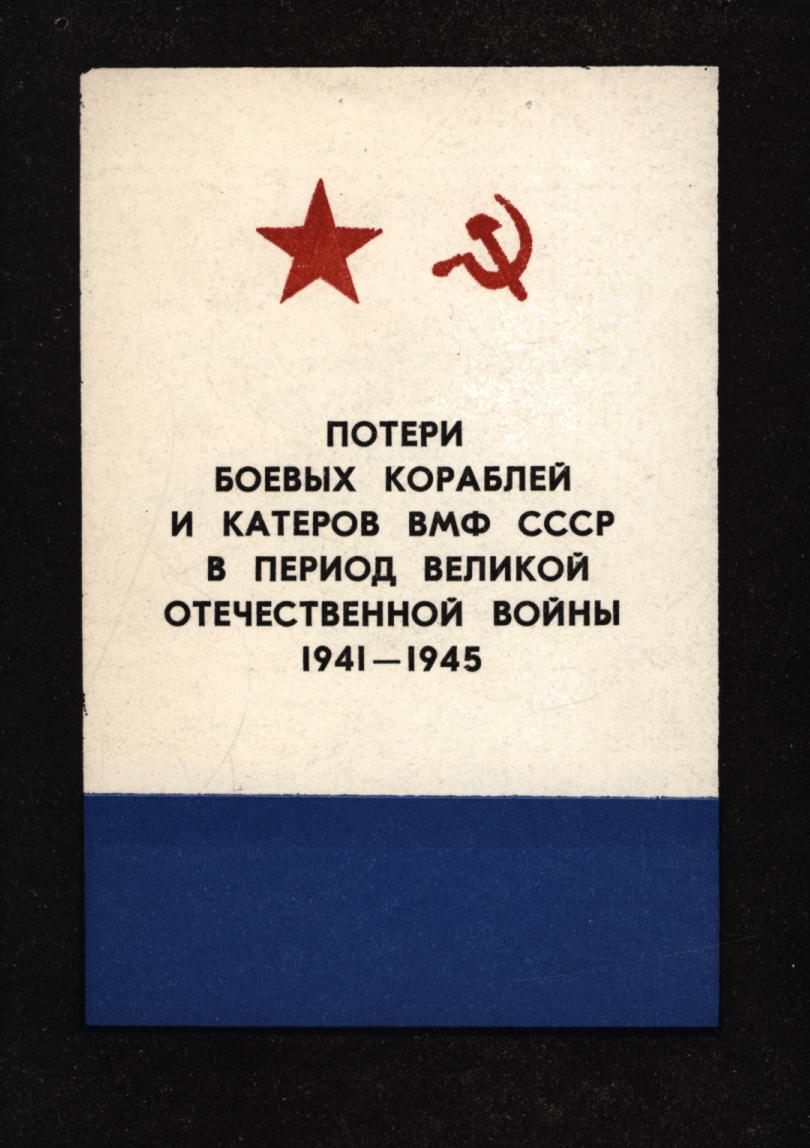 ПОТЕРИ
БОЕВЫХ КОРАБЛЕЙ
И КАТЕРОВ ВМФ СССР
В ПЕРИОД ВЕЛИКОЙ
ОТЕЧЕСТВЕННОЙ ВОЙНЫ
1941—1945